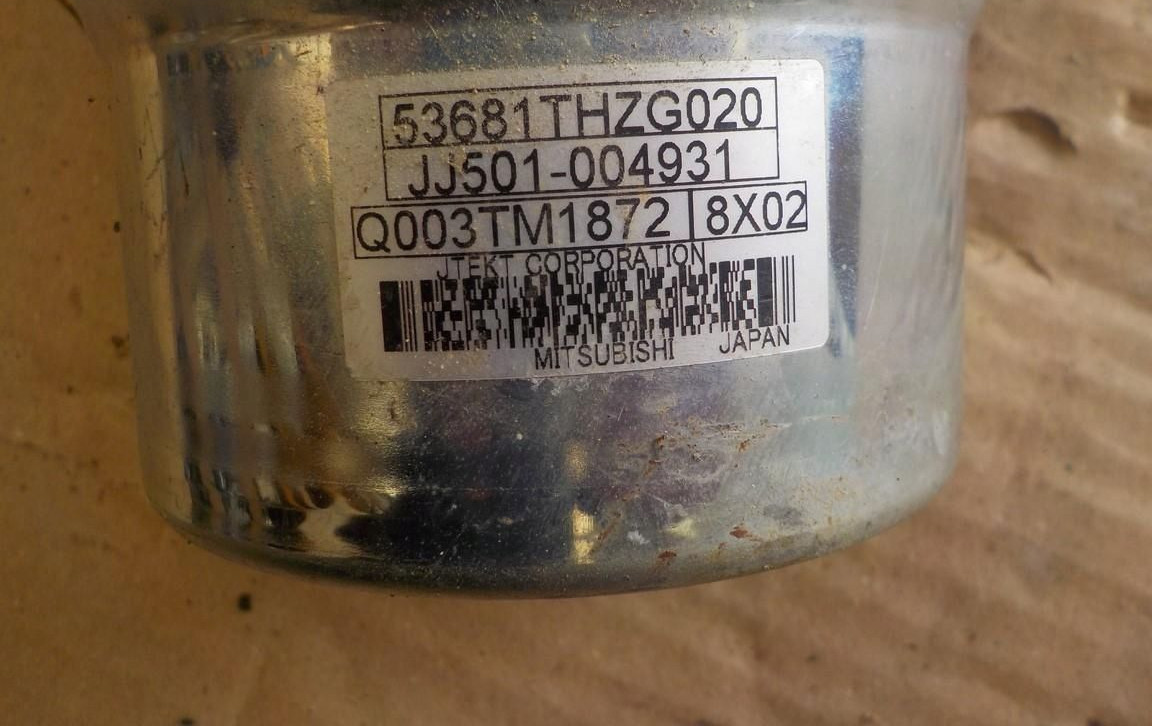 53681THZG020
JJ501-004931
Q003TM1872 8X02
JTEKT CORPORATION
MITSUBISHI JAPAN